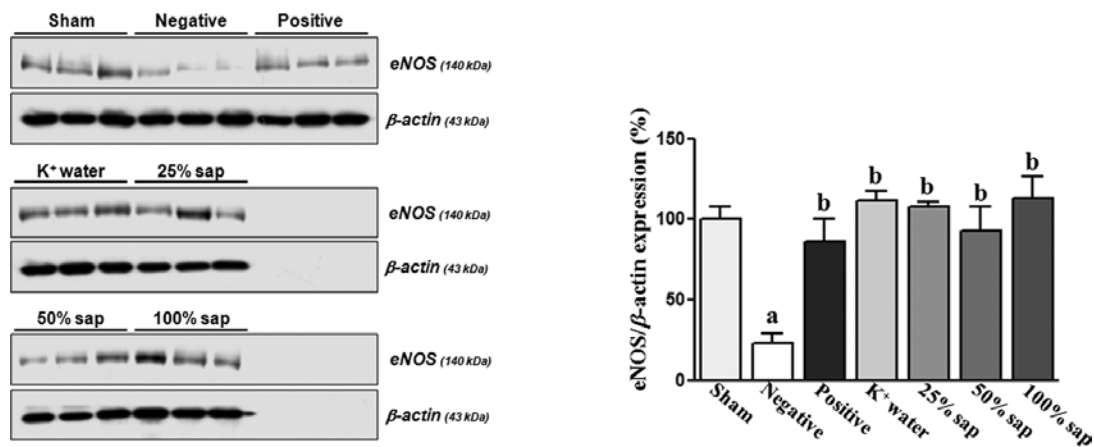 Sham Negative Positive
eNOS (140 kDa)
β-actin (43 kDa)
K⁺ water 25% sap
eNOS (140 kDa)
β-actin (43 kDa)
50% sap 100% sap
eNOS (140 kDa)
β-actin (43 kDa)
eNOS/β-actin expression (%)
150
100
50
0
a
b
b
b
b
b
Sham
Negative
Positive
K⁺ water
25% sap
50% sap
100% sap